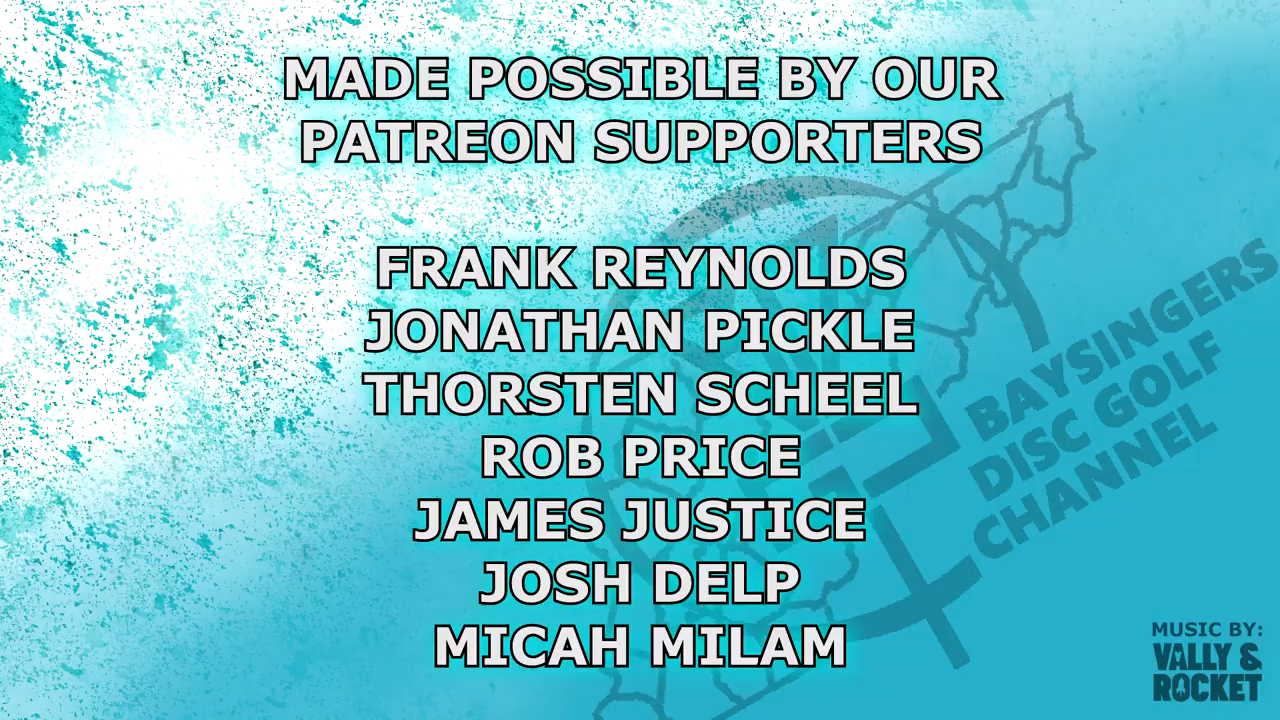 MADE POSSIBLE BY OUR
PATREON SUPPORTERS
FRANK REYNOLDS
JONATHAN PICKLE
THORSTEN SCHEEL
ROB PRICE
JAMES JUSTICE
JOSH DELP
MICAH MILAM
BAYSINGERS
DISC GOLF
CHANNEL
MUSIC BY:
VALLY &
ROCKET